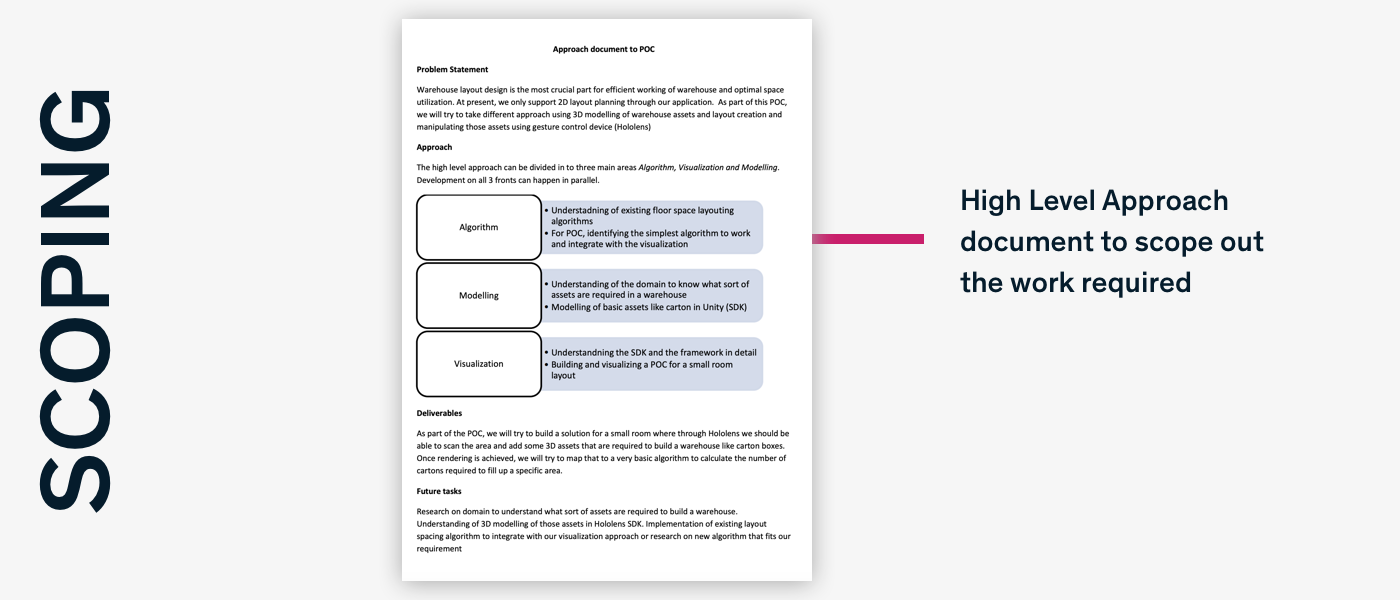 SCOPING
Approach document to POC
Problem Statement
Warehouse layout design is the most crucial part for efficient working of warehouse and optimal space
utilization. At present, we only support 2D layout planning through our application.  As part of this POC,
we will try to take different approach using 3D modelling of warehouse assets and layout creation and
manipulating those assets using gesture control device (Hololens)
Approach
The high level approach can be divided in to three main areas Algorithm, Visualization and Modelling.
Development on all 3 fronts can happen in parallel.
Algorithm
• Understadning of existing floor space layouting
algorithms
• For POC, identifying the simplest algorithm to work
and integrate with the visualization
Modelling
• Understanding of the domain to know what sort of
assets are required in a warehouse
• Modelling of basic assets like carton in Unity (SDK)
Visualization
• Understandning the SDK and the framework in detail
• Building and visualizing a POC for a small room
layout
Deliverables
As part of the POC, we will try to build a solution for a small room where through Hololens we should be
able to scan the area and add some 3D assets that are required to build a warehouse like carton boxes.
Once rendering is achieved, we will try to map that to a very basic algorithm to calculate the number of
cartons required to fill up a specific area.
Future tasks
Research on domain to understand what sort of assets are required to build a warehouse.
Understanding of 3D modelling of those assets in Hololens SDK. Implementation of existing layout
spacing algorithm to integrate with our visualization approach or research on new algorithm that fits our
requirement
High Level Approach
document to scope out
the work required